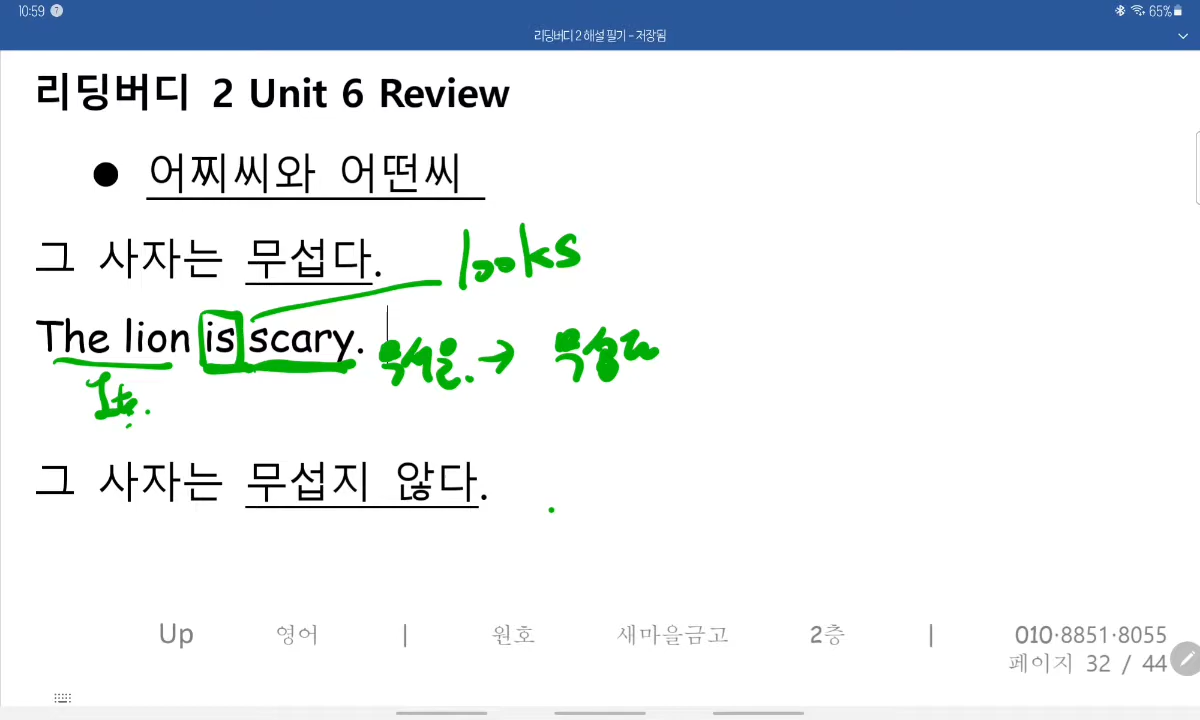 10:59 7 65%
리딩버디 2 해설 필기 – 저장됨
리딩버디 2 Unit 6 Review
● 어찌씨와 어떤씨
그 사자는 무섭다. looks
The lion is scary. 무서운. → 무섭다
그 사자는 무섭지 않다.
Up 영어 | 원호 새마을금고 2층 | 010·8851·8055
페이지 32 / 44